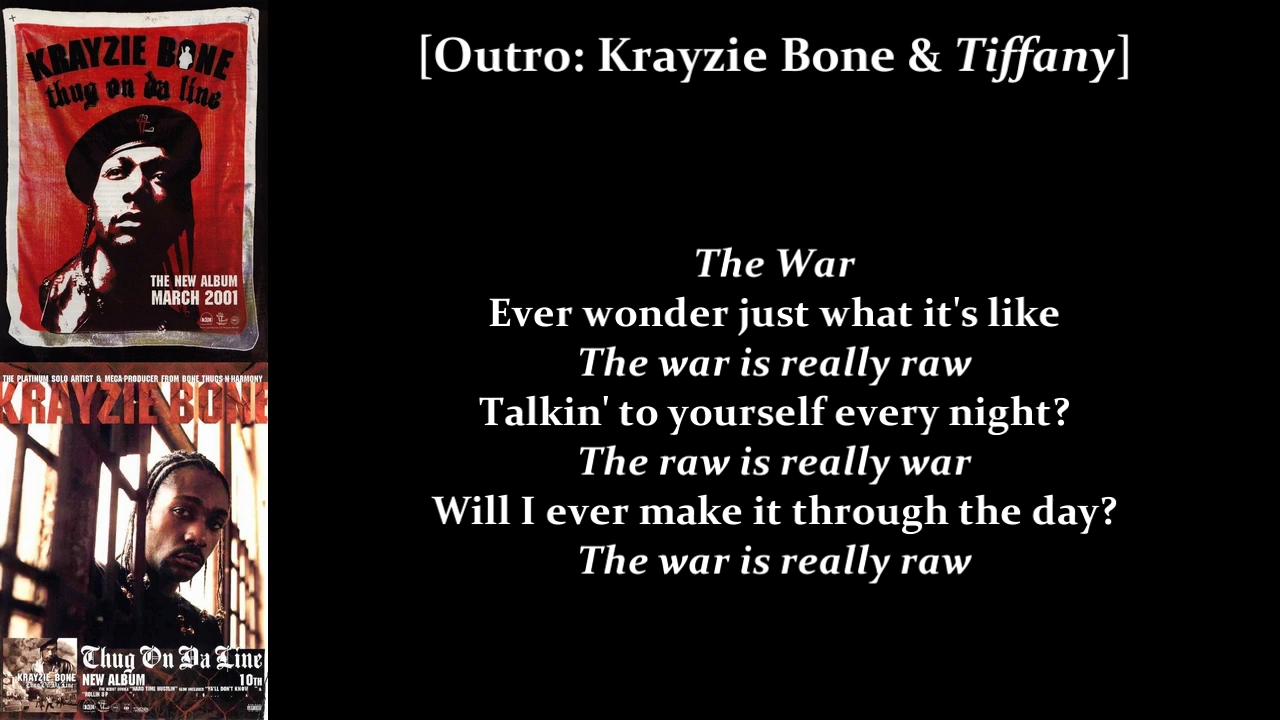 KRAYZIE BONE
thug on da line
THE NEW ALBUM
MARCH 2001
THE PLATINUM SOLO ARTIST & MEGA-PRODUCER FROM BONE THUGS-N-HARMONY
KRAYZIE BONE
KRAYZIE BONE
Thug On Da Line
NEW ALBUM
10TH
[Outro: Krayzie Bone & Tiffany]
The War
Ever wonder just what it's like
The war is really raw
Talkin' to yourself every night?
The raw is really war
Will I ever make it through the day?
The war is really raw